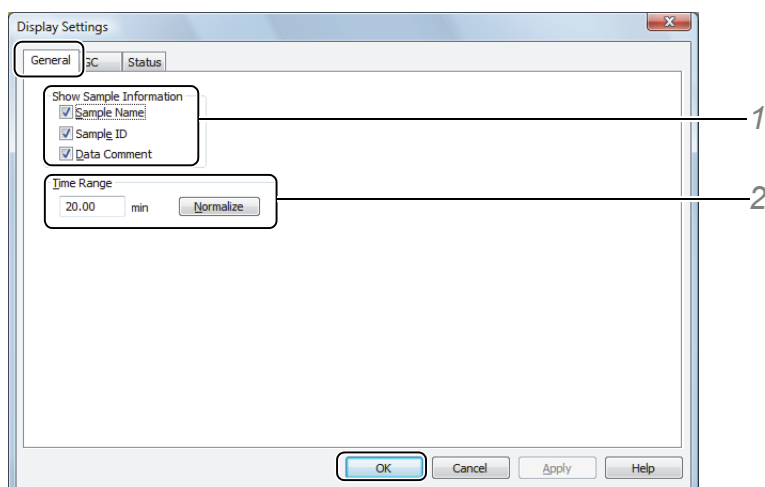 Display Settings
General GC Status
Show Sample Information
Sample Name
1
Sample ID
Data Comment
Time Range
20.00 min Normalize
2
OK Cancel Apply Help